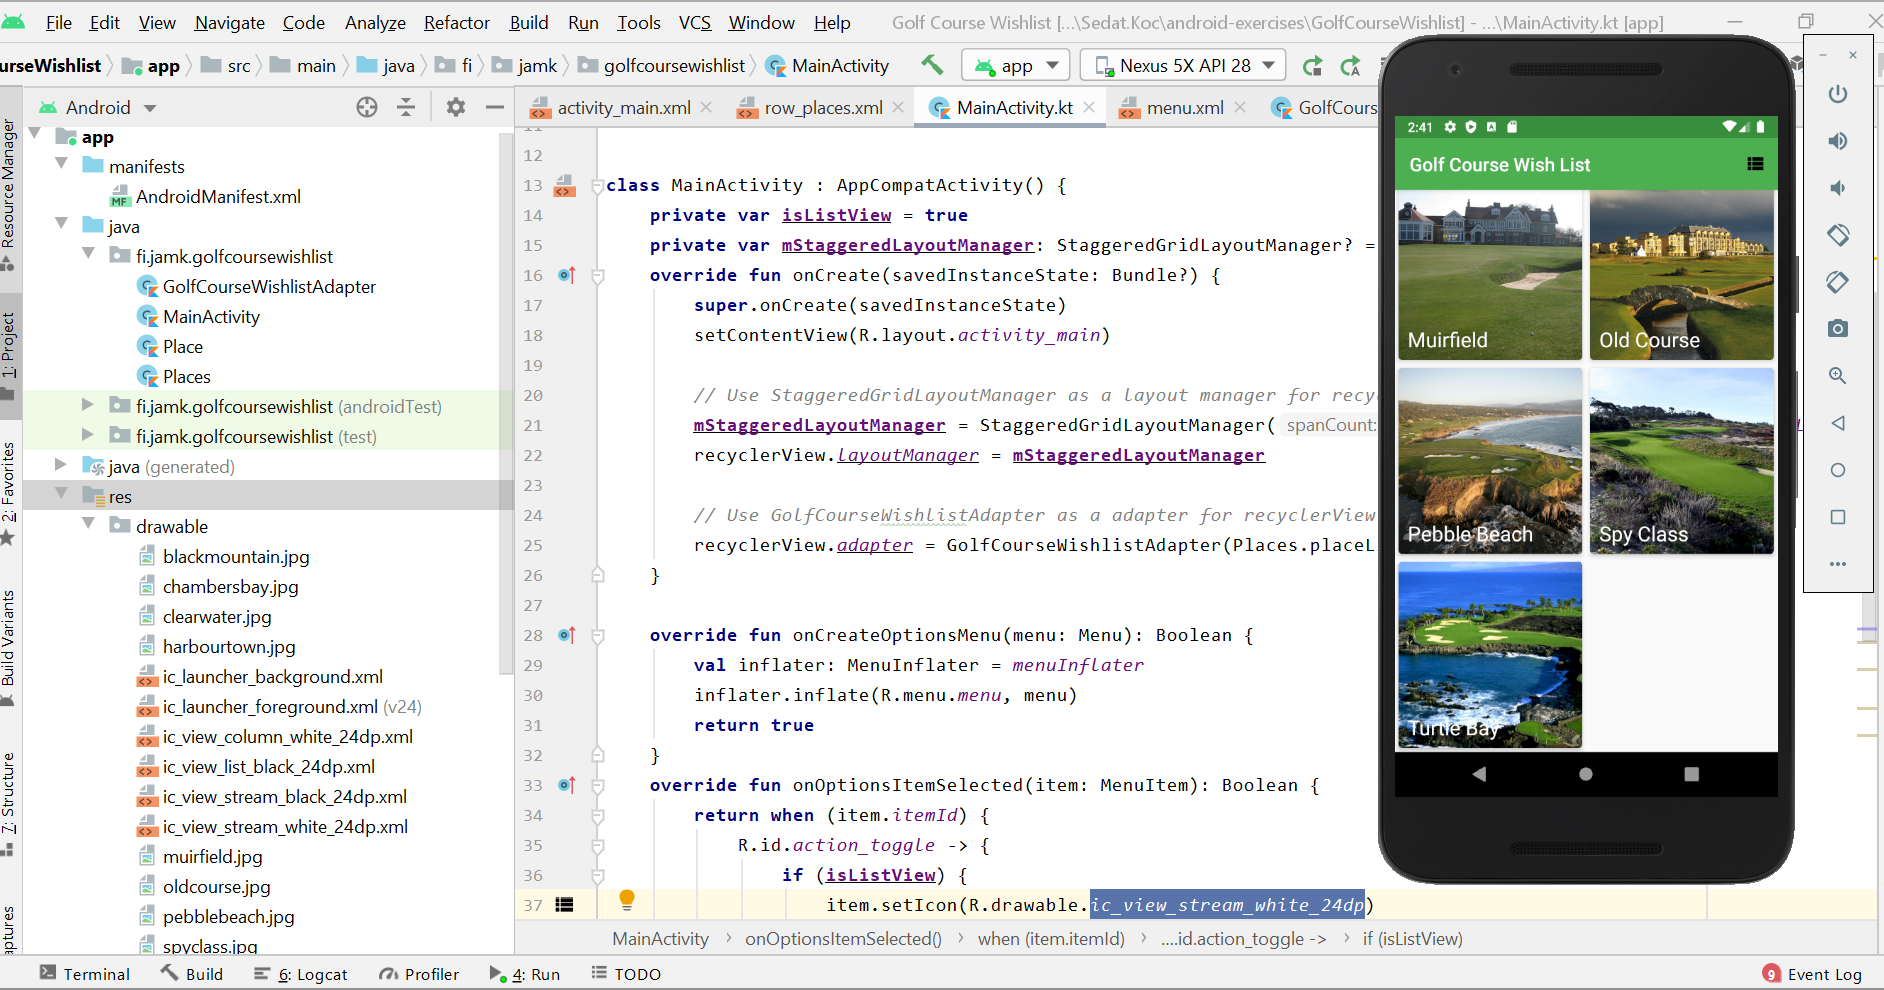 File Edit View Navigate Code Analyze Refactor Build Run Tools VCS Window Help Golf Course Wishlist [...\Sedat.Koc\android-exercises\GolfCourseWishlist] - ...\MainActivity.kt [app]
urseWishlist app src main java fi jamk golfcoursewishlist MainActivity app Nexus 5X API 28
Android
activity_main.xml row_places.xml MainActivity.kt menu.xml GolfCours
Resource Manager
1: Project
2: Favorites
Build Variants
7: Structure
aptures
app
manifests
AndroidManifest.xml
java
fi.jamk.golfcoursewishlist
GolfCourseWishlistAdapter
MainActivity
Place
Places
fi.jamk.golfcoursewishlist (androidTest)
fi.jamk.golfcoursewishlist (test)
java (generated)
res
drawable
blackmountain.jpg
chambersbay.jpg
clearwater.jpg
harbourtown.jpg
ic_launcher_background.xml
ic_launcher_foreground.xml (v24)
ic_view_column_white_24dp.xml
ic_view_list_black_24dp.xml
ic_view_stream_black_24dp.xml
ic_view_stream_white_24dp.xml
muirfield.jpg
oldcourse.jpg
pebblebeach.jpg
spyclass.jpg
11
12
13 class MainActivity : AppCompatActivity() {
14 private var isListView = true
15 private var mStaggeredLayoutManager: StaggeredGridLayoutManager? =
16 override fun onCreate(savedInstanceState: Bundle?) {
17 super.onCreate(savedInstanceState)
18 setContentView(R.layout.activity_main)
19
20 // Use StaggeredGridLayoutManager as a layout manager for recyc
21 mStaggeredLayoutManager = StaggeredGridLayoutManager( spanCount:
22 recyclerView.layoutManager = mStaggeredLayoutManager
23
24 // Use GolfCourseWishlistAdapter as a adapter for recyclerView
25 recyclerView.adapter = GolfCourseWishlistAdapter(Places.placeL
26 }
27
28 override fun onCreateOptionsMenu(menu: Menu): Boolean {
29 val inflater: MenuInflater = menuInflater
30 inflater.inflate(R.menu.menu, menu)
31 return true
32 }
33 override fun onOptionsItemSelected(item: MenuItem): Boolean {
34 return when (item.itemId) {
35 R.id.action_toggle -> {
36 if (isListView) {
37 item.setIcon(R.drawable.ic_view_stream_white_24dp)
MainActivity onOptionsItemSelected() when (item.itemId) ....id.action_toggle -> if (isListView)
2:41
Golf Course Wish List
Muirfield Old Course
Pebble Beach Spy Class
Turtle Bay
Terminal Build 6: Logcat Profiler 4: Run TODO 9 Event Log